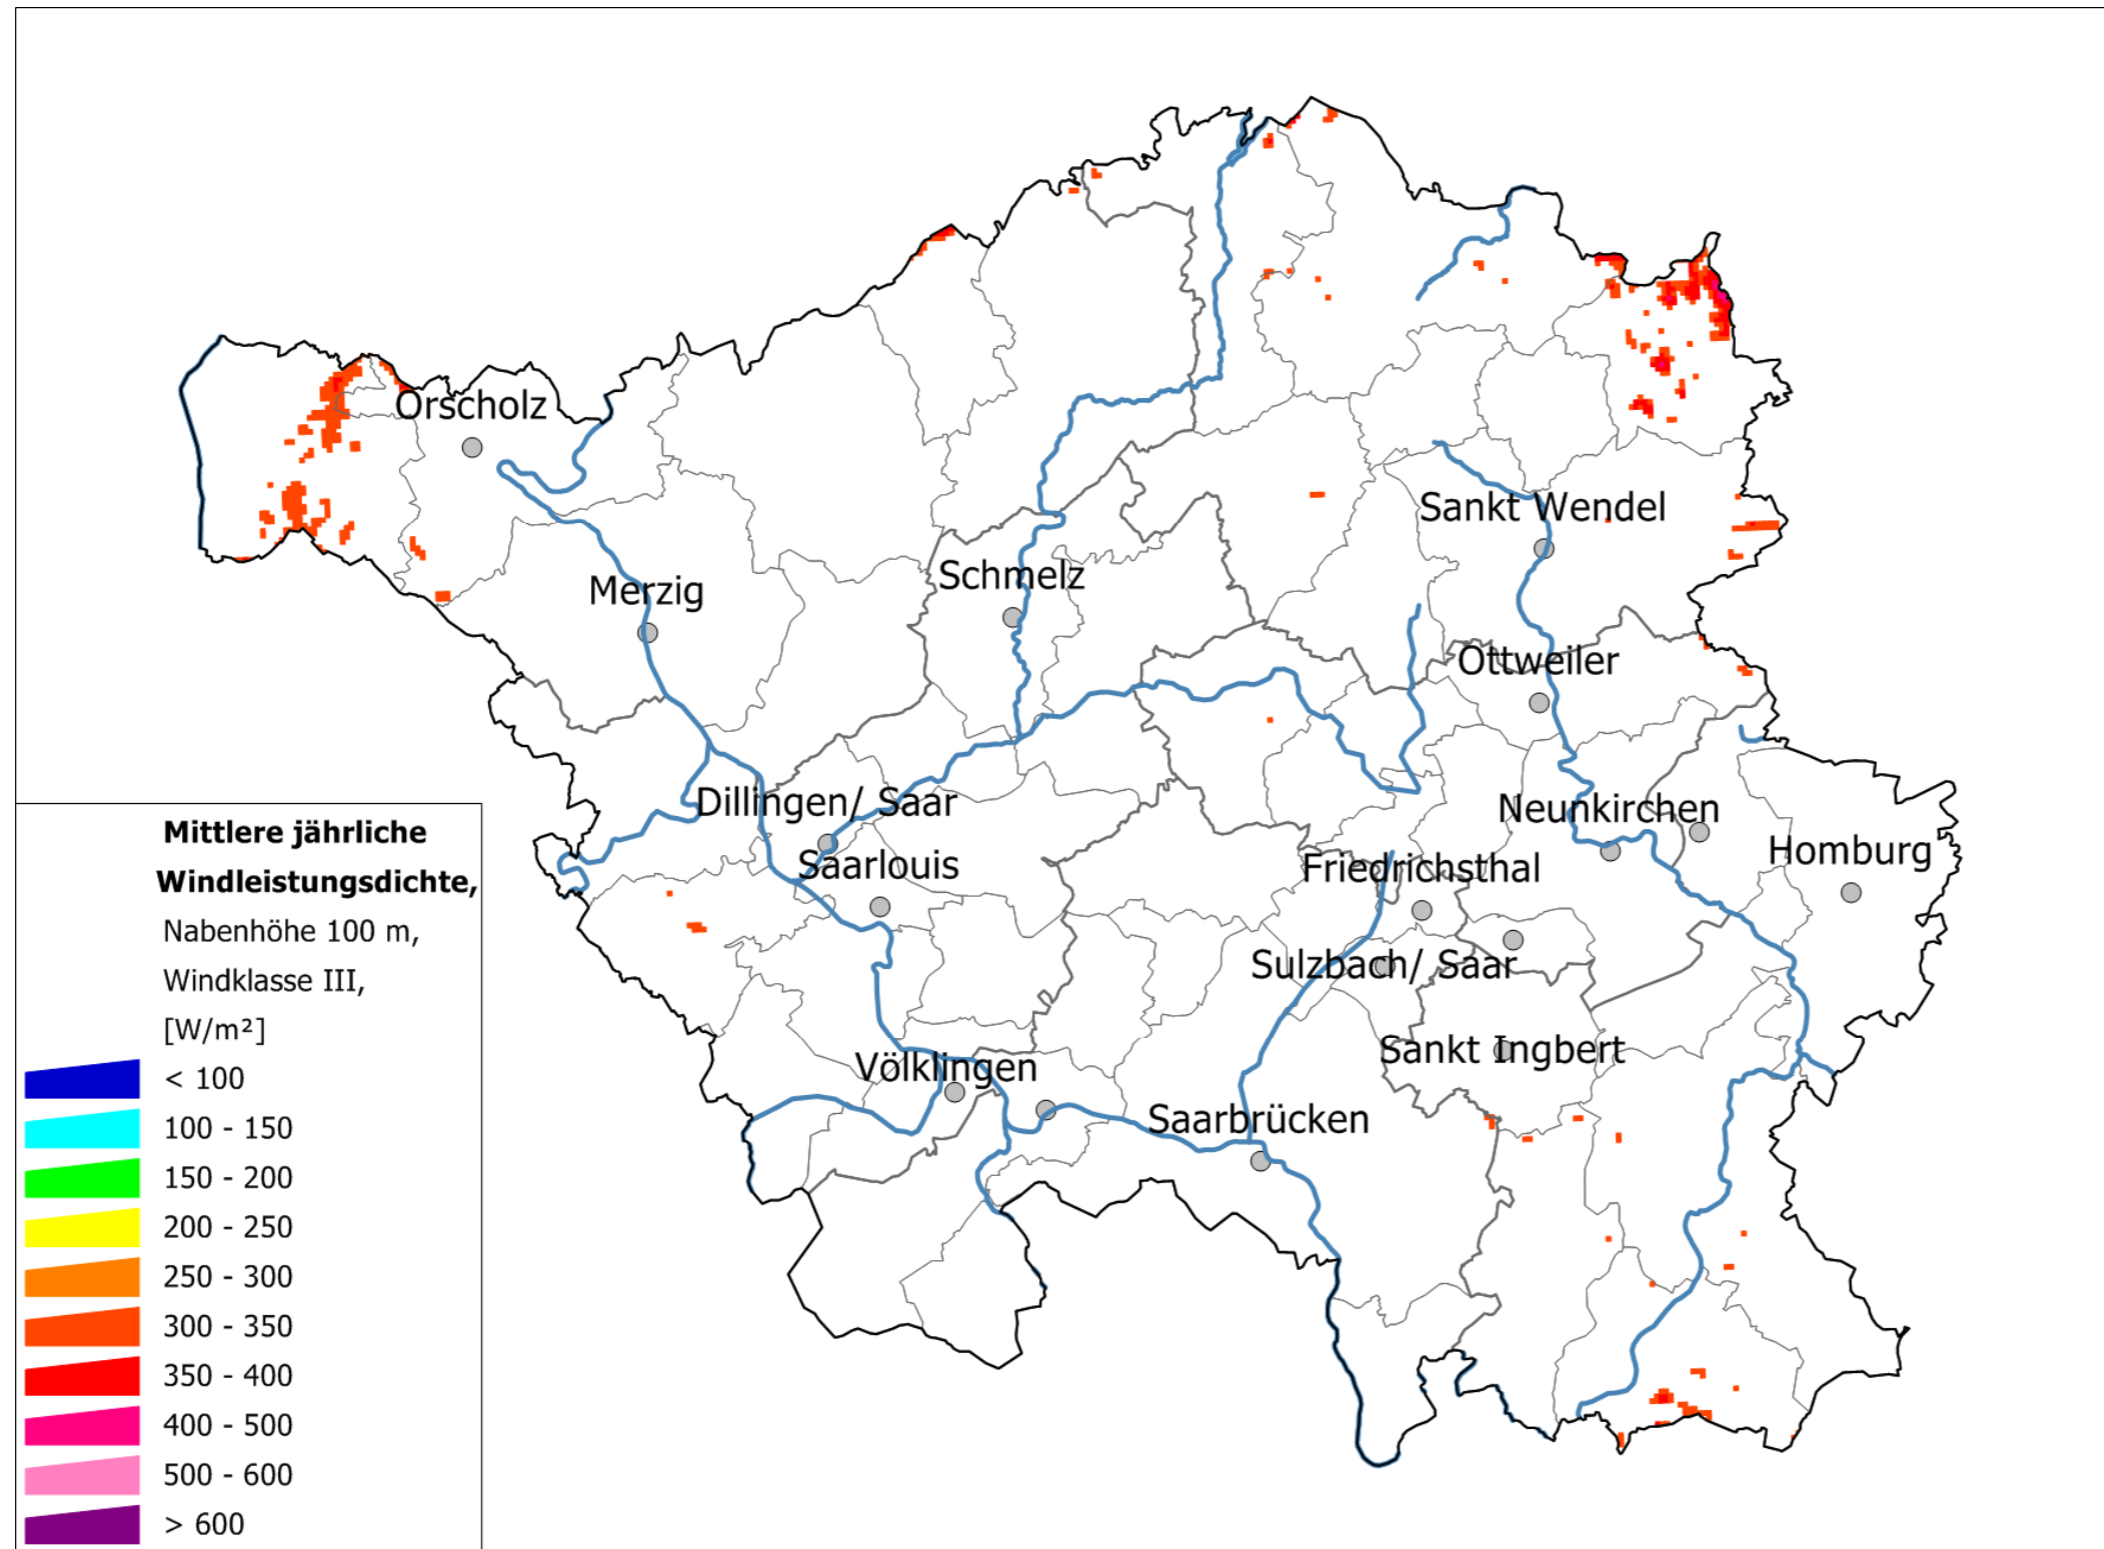 Orscholz
Sankt Wendel
Schmelz
Merzig
Ottweiler
Dillingen/ Saar
Neunkirchen
Homburg
Saarlouis
Friedrichsthal
Sulzbach/ Saar
Sankt Ingbert
Völklingen
Saarbrücken
Mittlere jährliche
Windleistungsdichte,
Nabenhöhe 100 m,
Windklasse III,
[W/m²]
< 100
100 - 150
150 - 200
200 - 250
250 - 300
300 - 350
350 - 400
400 - 500
500 - 600
> 600